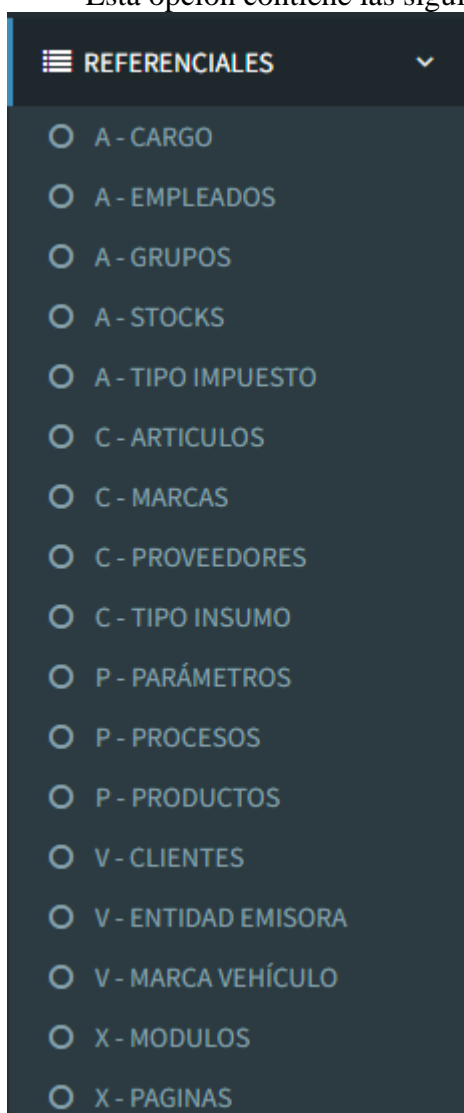 Esta opción contiene las sigui
REFERENCIALES
A - CARGO
A - EMPLEADOS
A - GRUPOS
A - STOCKS
A - TIPO IMPUESTO
C - ARTICULOS
C - MARCAS
C - PROVEEDORES
C - TIPO INSUMO
P - PARÁMETROS
P - PROCESOS
P - PRODUCTOS
V - CLIENTES
V - ENTIDAD EMISORA
V - MARCA VEHÍCULO
X - MODULOS
X - PAGINAS